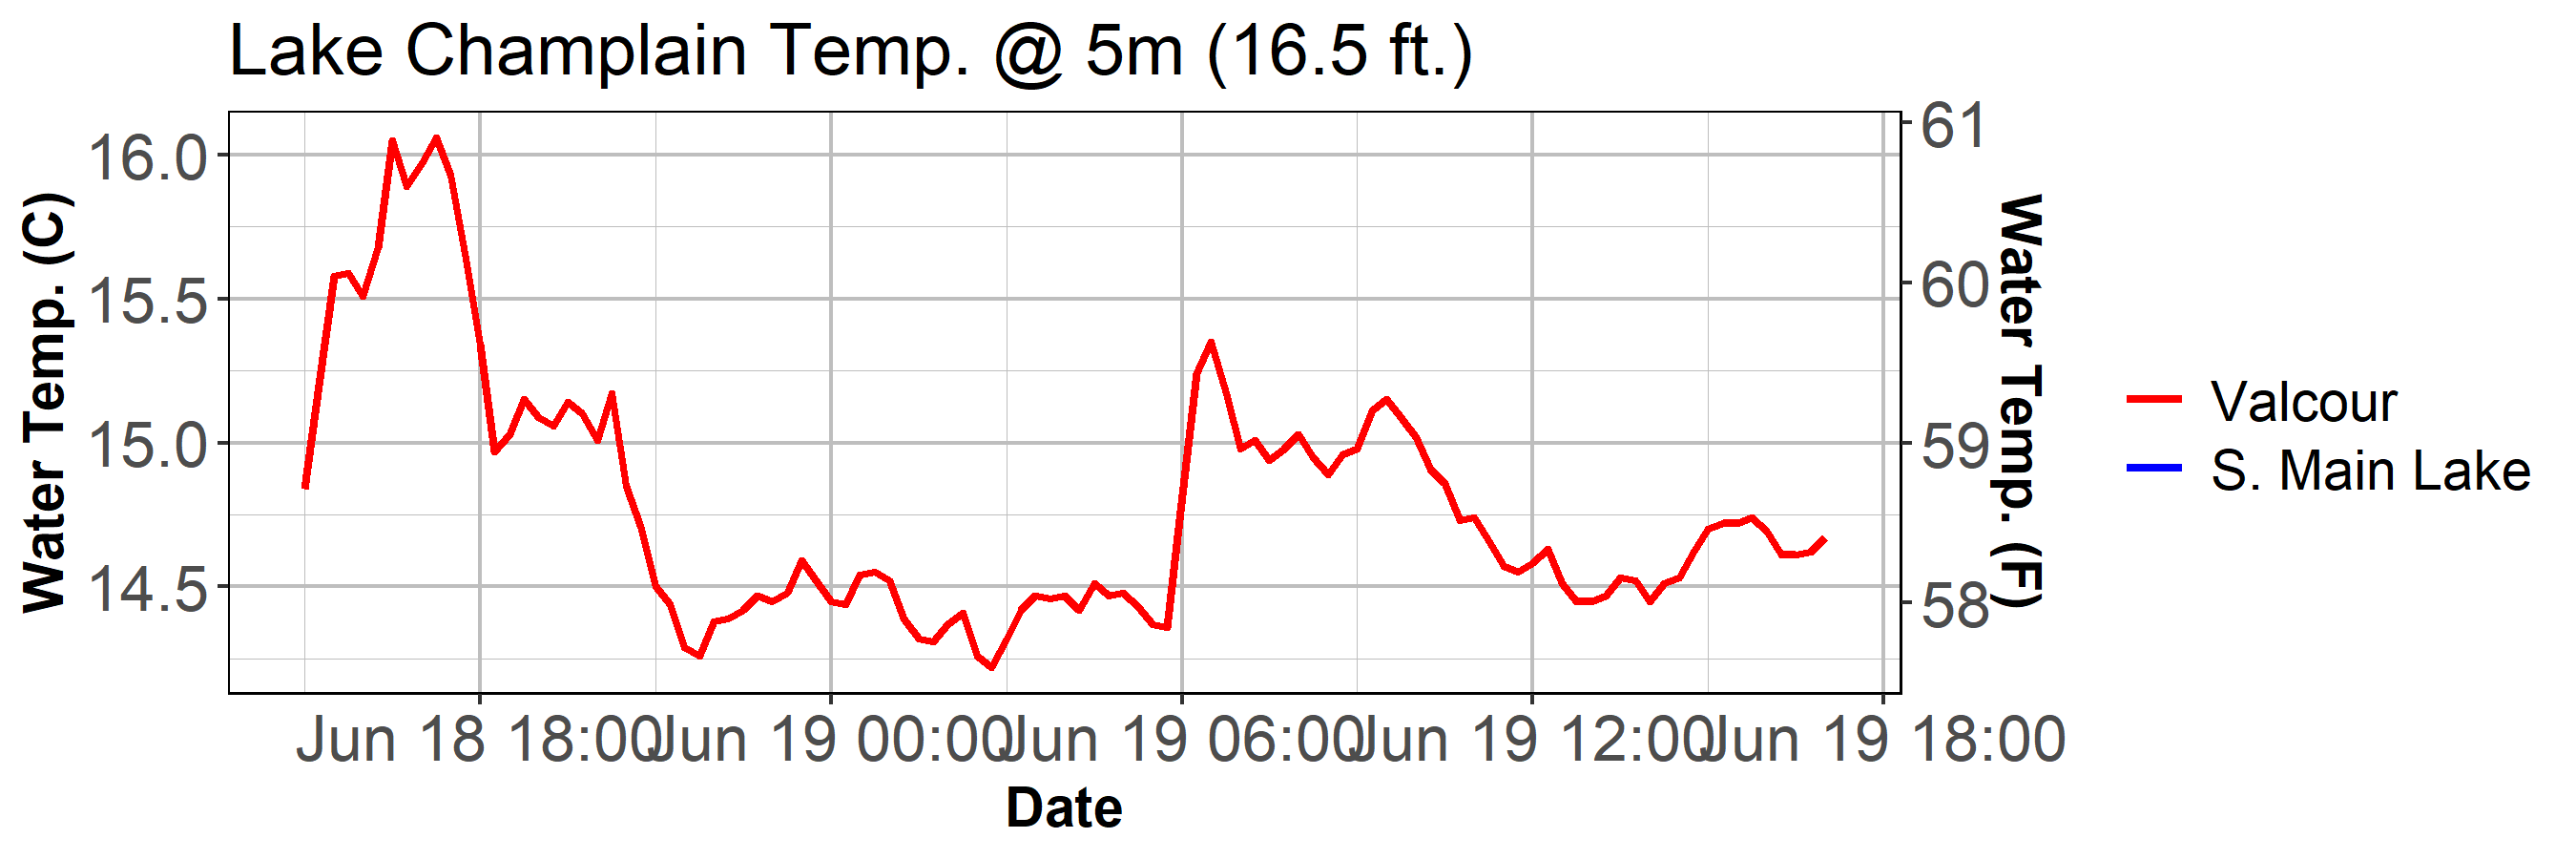 Lake Champlain Temp. @ 5m (16.5 ft.)
Water Temp. (C)
16.0
15.5
15.0
14.5
61
60
59
58
Water Temp. (F)
Valcour
S. Main Lake
Jun 18 18:00
Jun 19 00:00
Jun 19 06:00
Jun 19 12:00
Jun 19 18:00
Date